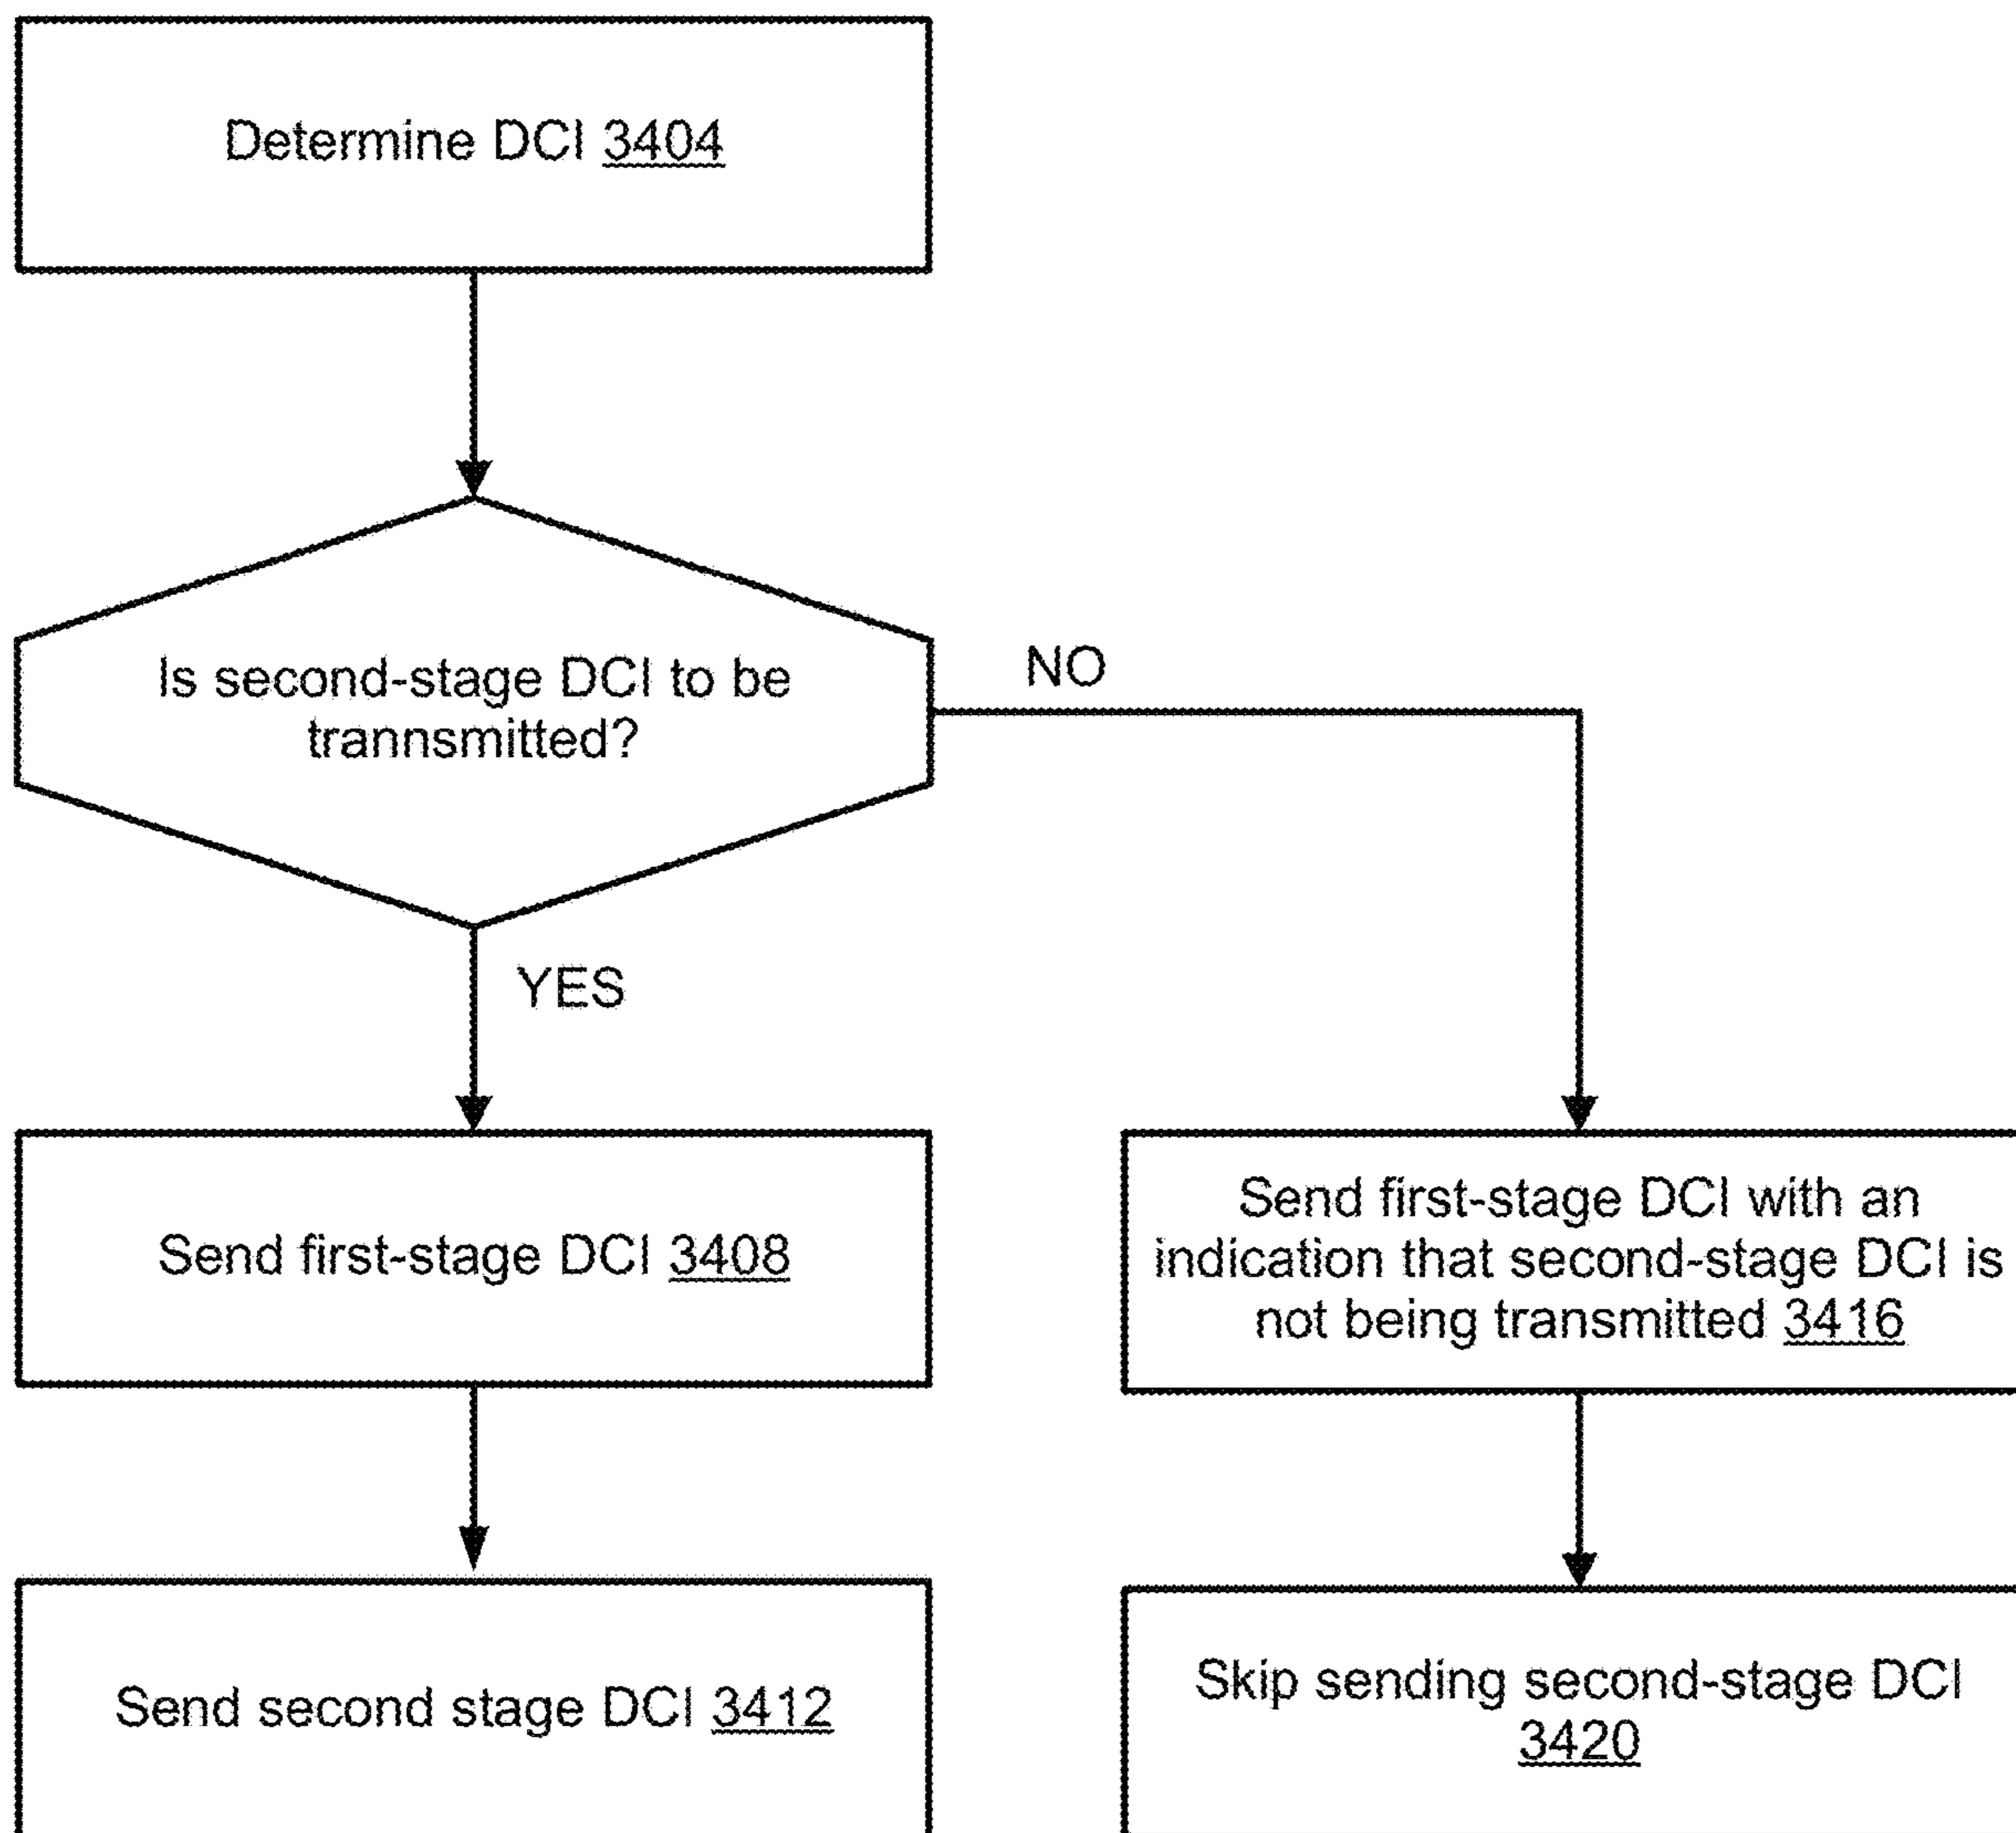 Determine DCI 3404
Is second-stage DCI to be
trannsmitted?
NO
YES
Send first-stage DCI 3408
Send first-stage DCI with an
indication that second-stage DCI is
not being transmitted 3416
Send second stage DCI 3412
Skip sending second-stage DCI
3420